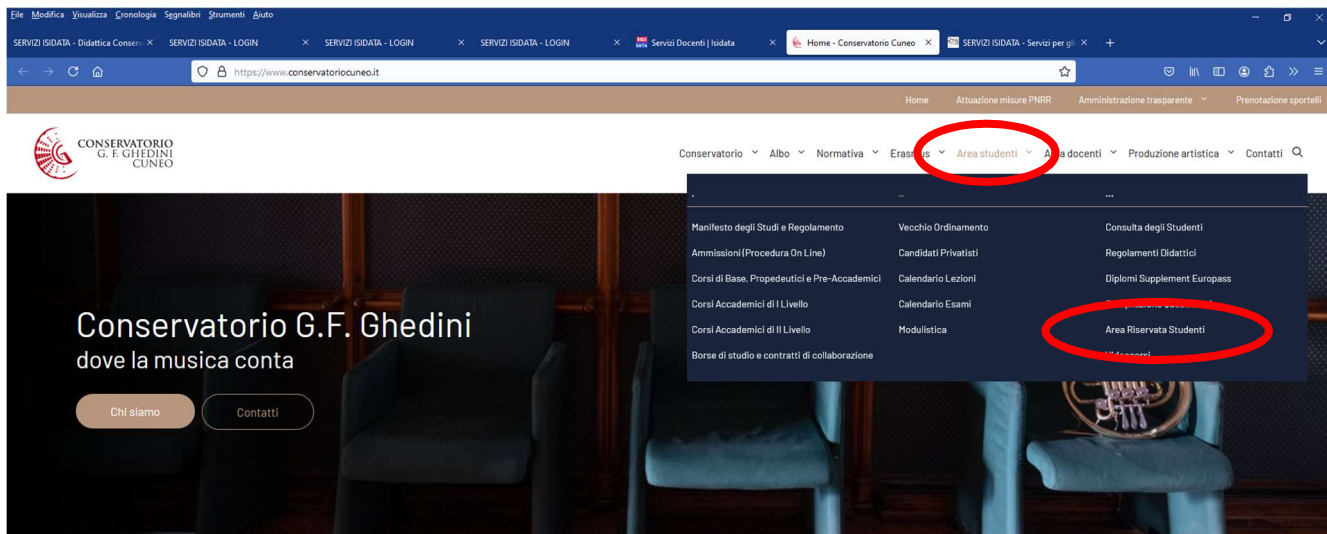 File Modifica Visualizza Cronologia Segnalibri Strumenti Aiuto
SERVIZI ISIDATA - Didattica Conserv SERVIZI ISIDATA - LOGIN SERVIZI ISIDATA - LOGIN SERVIZI ISIDATA - LOGIN Servizi Docenti | Isidata Home - Conservatorio Cuneo SERVIZI ISIDATA - Servizi per gli
https://www.conservatoriocuneo.it
Home Attuazione misure PNRR Amministrazione trasparente Prenotazione sportelli
CONSERVATORIO
G. F. GHEDINI
CUNEO
Conservatorio Albo Normativa Erasmus Area studenti Area docenti Produzione artistica Contatti
. .. ...
Manifesto degli Studi e Regolamento Vecchio Ordinamento Consulta degli Studenti
Ammissioni (Procedura On Line) Candidati Privatisti Regolamenti Didattici
Corsi di Base, Propedeutici e Pre-Accademici Calendario Lezioni Diplomi Supplement Europass
Corsi Accademici di I Livello Calendario Esami
Corsi Accademici di II Livello Modulistica Area Riservata Studenti
Borse di studio e contratti di collaborazione
Conservatorio G.F. Ghedini
dove la musica conta
Chi siamo Contatti